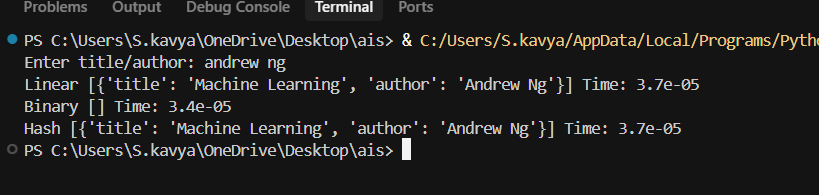 Problems Output Debug Console Terminal Ports
PS C:\Users\S.kavya\OneDrive\Desktop\ais> & C:/Users/S.kavya/AppData/Local/Programs/Pytho
Enter title/author: andrew ng
Linear [{'title': 'Machine Learning', 'author': 'Andrew Ng'}] Time: 3.7e-05
Binary [] Time: 3.4e-05
Hash [{'title': 'Machine Learning', 'author': 'Andrew Ng'}] Time: 3.7e-05
PS C:\Users\S.kavya\OneDrive\Desktop\ais>